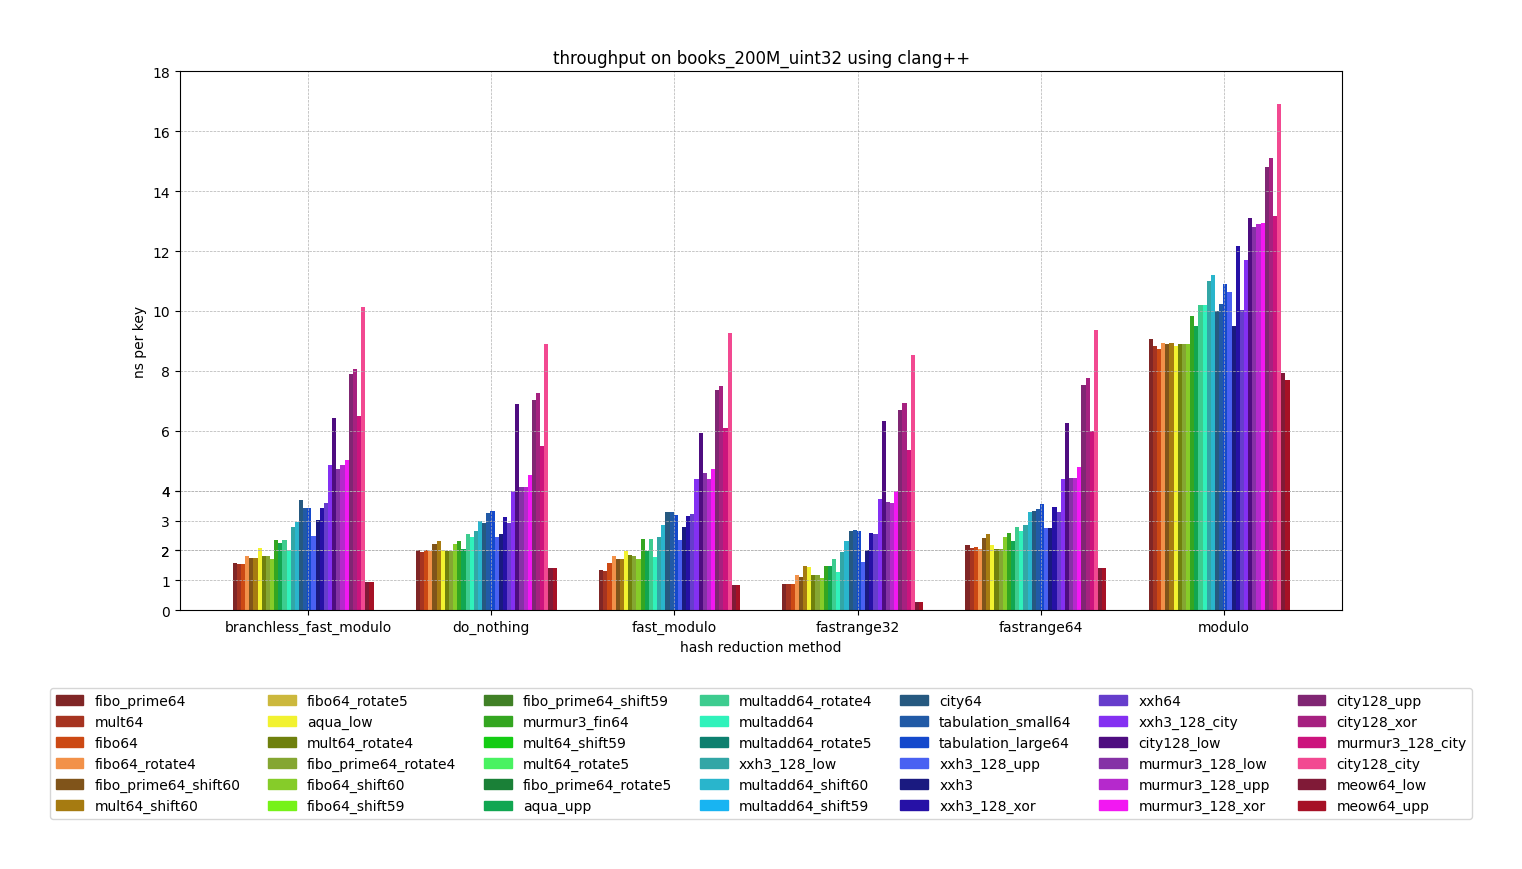 throughput on books_200M_uint32 using clang++
18
16
14
12
10
8
6
4
3
2
1
0
ns per key
branchless_fast_modulo do_nothing fast_modulo fastrange32 fastrange64 modulo
hash reduction method
fibo_prime64 fibo64_rotate5 fibo_prime64_shift59 multadd64_rotate4 city64 xxh64 city128_upp
mult64 aqua_low murmur3_fin64 multadd64 tabulation_small64 xxh3_128_city city128_xor
fibo64 mult64_rotate4 mult64_shift59 multadd64_rotate5 tabulation_large64 city128_low murmur3_128_city
fibo64_rotate4 fibo_prime64_rotate4 mult64_rotate5 xxh3_128_low xxh3_128_upp murmur3_128_low city128_city
fibo_prime64_shift60 fibo64_shift60 fibo_prime64_rotate5 multadd64_shift60 xxh3 murmur3_128_upp meow64_low
mult64_shift60 fibo64_shift59 aqua_upp multadd64_shift59 xxh3_128_xor murmur3_128_xor meow64_upp